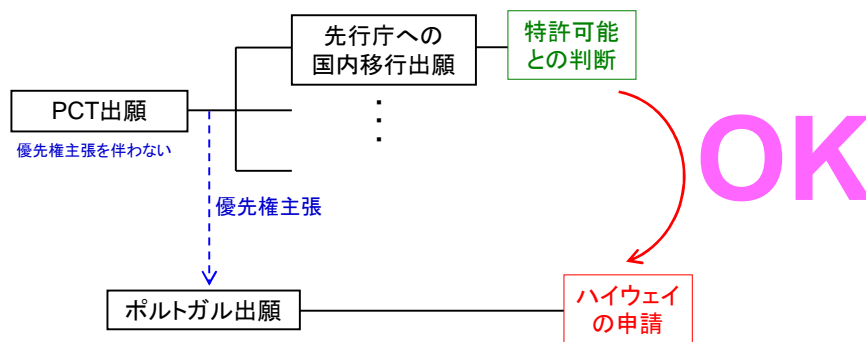 先行庁への
国内移行出願
特許可能
との判断
PCT出願
優先権主張を伴わない
・
・
・
OK
優先権主張
ポルトガル出願
ハイウェイ
の申請